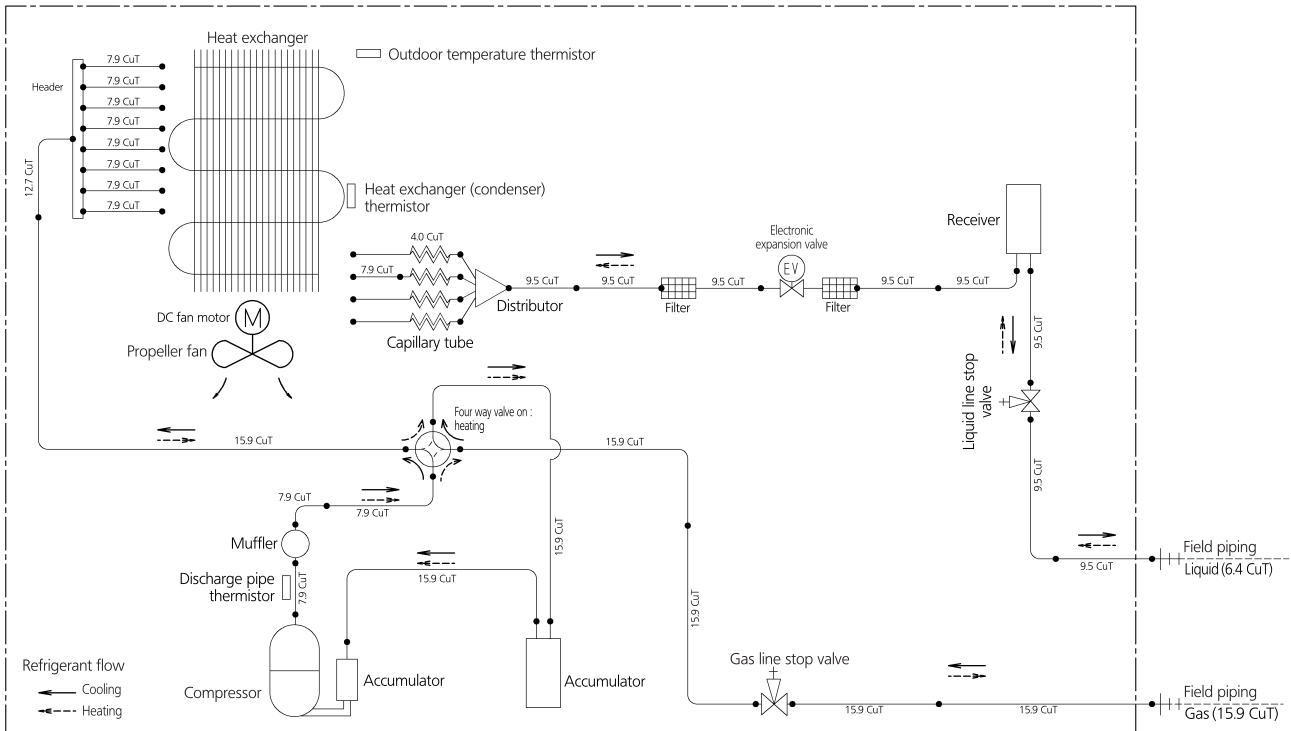 Heat exchanger
Outdoor temperature thermistor
Header
7.9 CuT
7.9 CuT
7.9 CuT
7.9 CuT
7.9 CuT
7.9 CuT
7.9 CuT
7.9 CuT
12.7 CuT
Heat exchanger (condenser)
thermistor
4.0 CuT
7.9 CuT
Capillary tube
Distributor
9.5 CuT
9.5 CuT
Filter
9.5 CuT
Electronic
expansion valve
EV
Filter
9.5 CuT
9.5 CuT
Receiver
9.5 CuT
Liquid line stop
valve
9.5 CuT
9.5 CuT
Field piping
Liquid (6.4 CuT)
DC fan motor
M
Propeller fan
Four way valve on :
heating
15.9 CuT
15.9 CuT
7.9 CuT
7.9 CuT
Muffler
Discharge pipe
thermistor
7.9 CuT
15.9 CuT
15.9 CuT
15.9 CuT
Compressor
Accumulator
Accumulator
Gas line stop valve
15.9 CuT
15.9 CuT
Field piping
Gas (15.9 CuT)
Refrigerant flow
Cooling
Heating